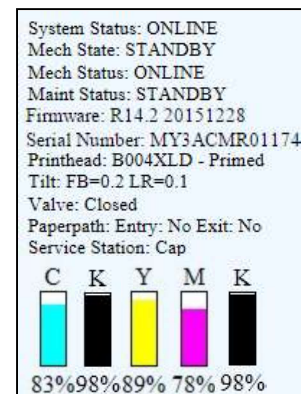 System Status: ONLINE
Mech State: STANDBY
Mech Status: ONLINE
Maint Status: STANDBY
Firmware: R14.2 20151228
Serial Number: MY3ACMR01174
Printhead: B004XLD - Primed
Tilt: FB=0.2 LR=0.1
Valve: Closed
Paperpath: Entry: No Exit: No
Service Station: Cap
C K Y M K
83% 98% 89% 78% 98%